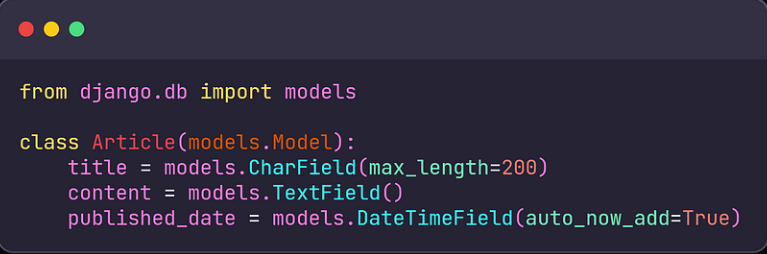 from django.db import models
class Article(models.Model):
    title = models.CharField(max_length=200)
    content = models.TextField()
    published_date = models.DateTimeField(auto_now_add=True)